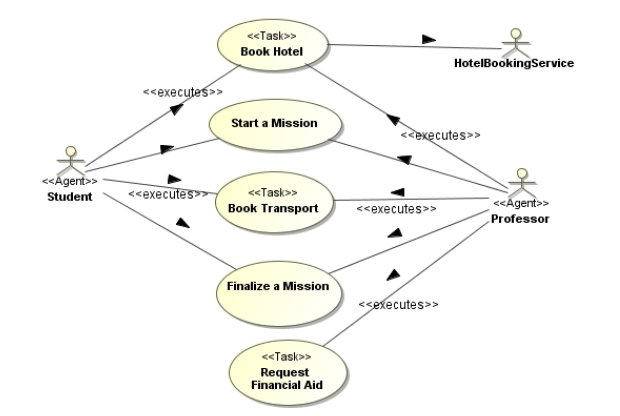 <<Task>>
Book Hotel
HotelBookingService
<<executes>>
Start a Mission
<<executes>>
<<Agent>>
Student
<<Task>>
<<executes>>
Book Transport
<<executes>>
<<Agent>>
Professor
Finalize a Mission
<<executes>>
<<Task>>
Request
Financial Aid